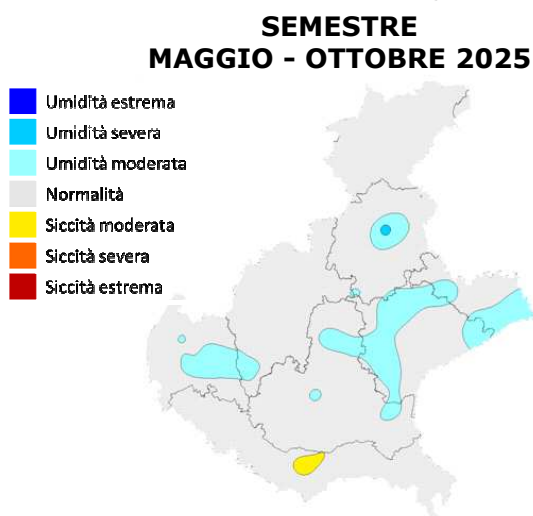 SEMESTRE
MAGGIO - OTTOBRE 2025
Umidità estrema
Umidità severa
Umidità moderata
Normalità
Siccità moderata
Siccità severa
Siccità estrema